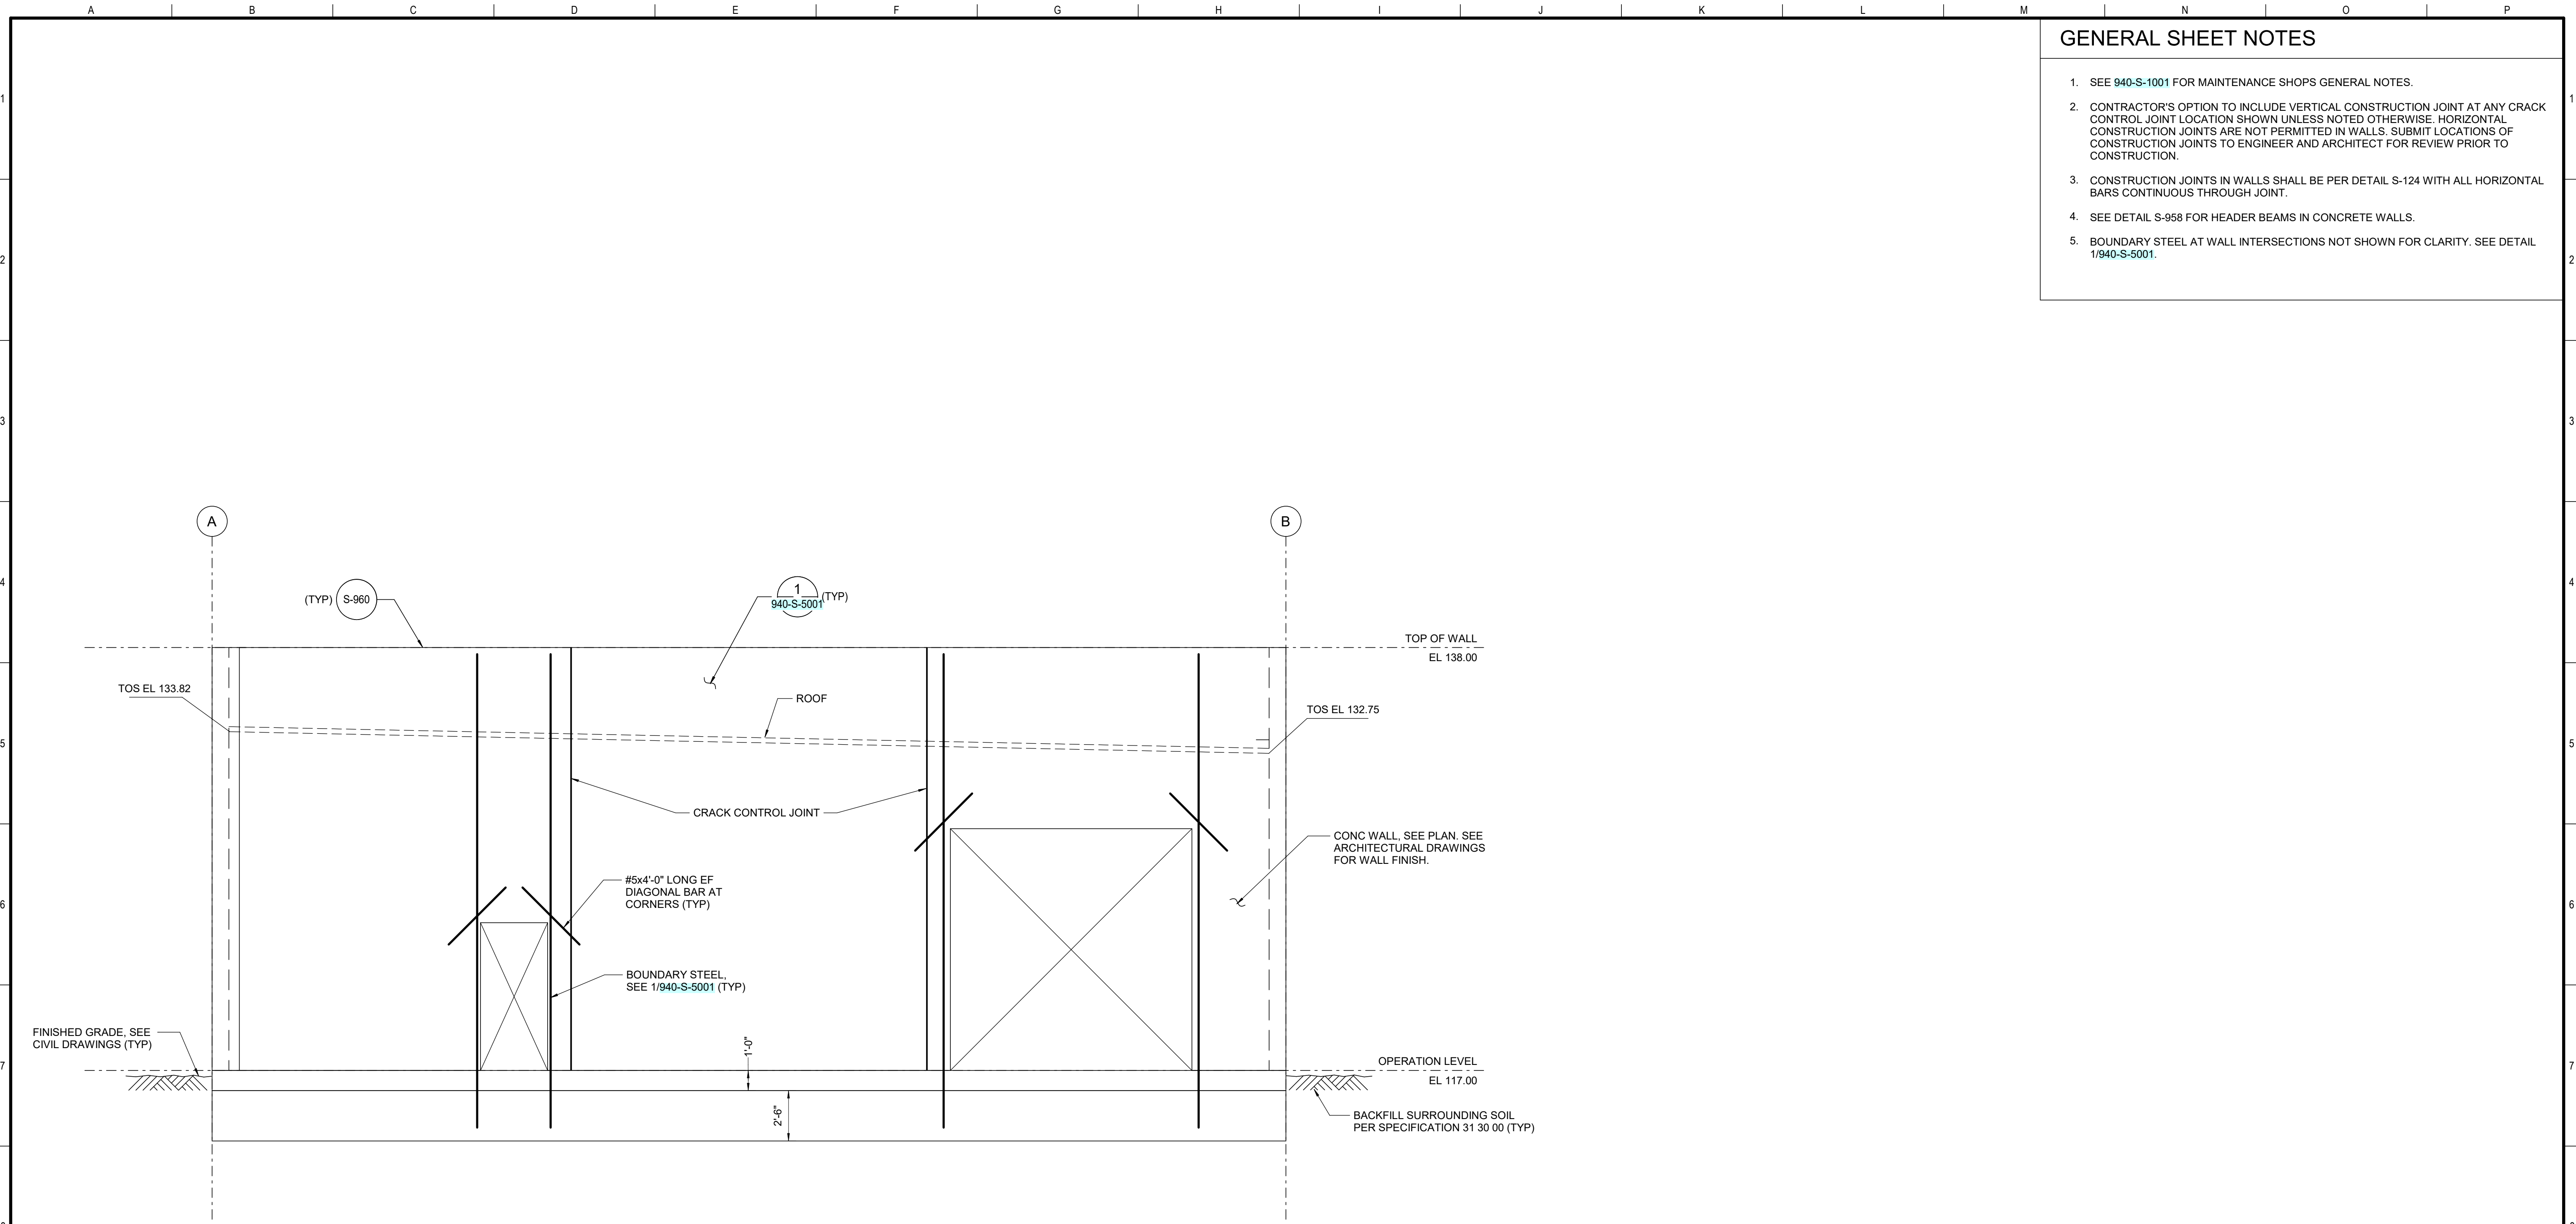 A B C D E F G H I J K L M N O P
GENERAL SHEET NOTES
1. SEE 940-S-1001 FOR MAINTENANCE SHOPS GENERAL NOTES.
2. CONTRACTOR'S OPTION TO INCLUDE VERTICAL CONSTRUCTION JOINT AT ANY CRACK
CONTROL JOINT LOCATION SHOWN UNLESS NOTED OTHERWISE. HORIZONTAL
CONSTRUCTION JOINTS ARE NOT PERMITTED IN WALLS. SUBMIT LOCATIONS OF
CONSTRUCTION JOINTS TO ENGINEER AND ARCHITECT FOR REVIEW PRIOR TO
CONSTRUCTION.
3. CONSTRUCTION JOINTS IN WALLS SHALL BE PER DETAIL S-124 WITH ALL HORIZONTAL
BARS CONTINUOUS THROUGH JOINT.
4. SEE DETAIL S-958 FOR HEADER BEAMS IN CONCRETE WALLS.
5. BOUNDARY STEEL AT WALL INTERSECTIONS NOT SHOWN FOR CLARITY. SEE DETAIL
1/940-S-5001.
1 1
2 2
3 3
A B
4 4
(TYP) S-960
1 (TYP)
940-S-5001
TOP OF WALL
EL 138.00
TOS EL 133.82
ROOF
TOS EL 132.75
5 5
CRACK CONTROL JOINT
CONC WALL, SEE PLAN. SEE
ARCHITECTURAL DRAWINGS
FOR WALL FINISH.
#5x4'-0" LONG EF
DIAGONAL BAR AT
CORNERS (TYP)
6 6
BOUNDARY STEEL,
SEE 1/940-S-5001 (TYP)
FINISHED GRADE, SEE
CIVIL DRAWINGS (TYP)
1'-0"
OPERATION LEVEL
EL 117.00
7 7
2'-6"
BACKFILL SURROUNDING SOIL
PER SPECIFICATION 31 30 00 (TYP)